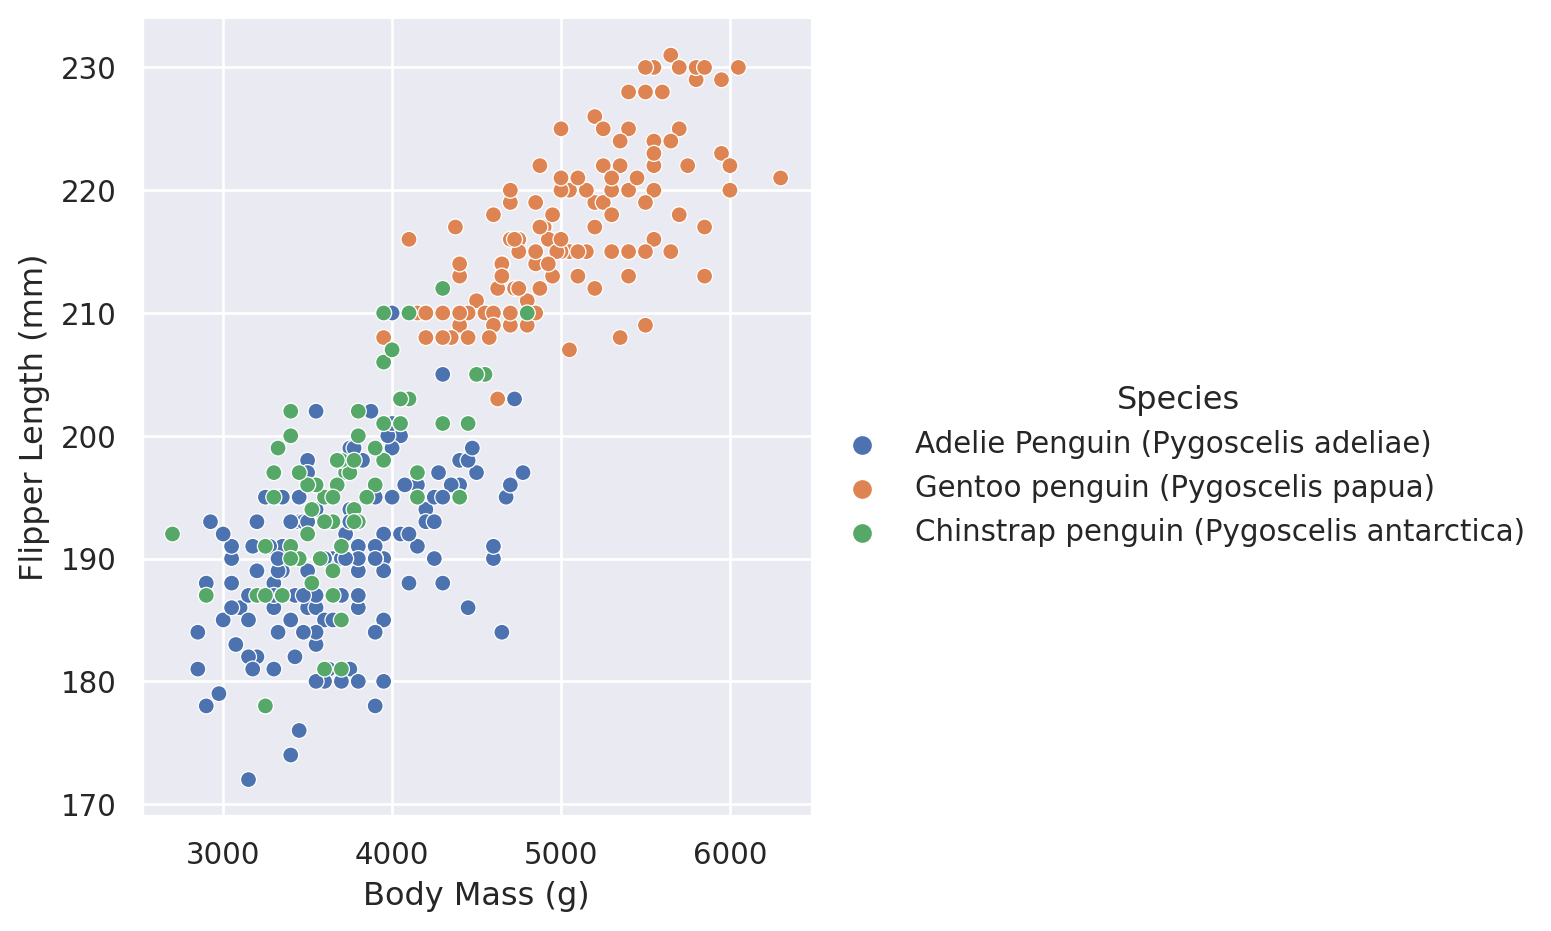 230
220
210
200
190
180
170
Flipper Length (mm)
3000 4000 5000 6000
Body Mass (g)
Species
Adelie Penguin (Pygoscelis adeliae)
Gentoo penguin (Pygoscelis papua)
Chinstrap penguin (Pygoscelis antarctica)